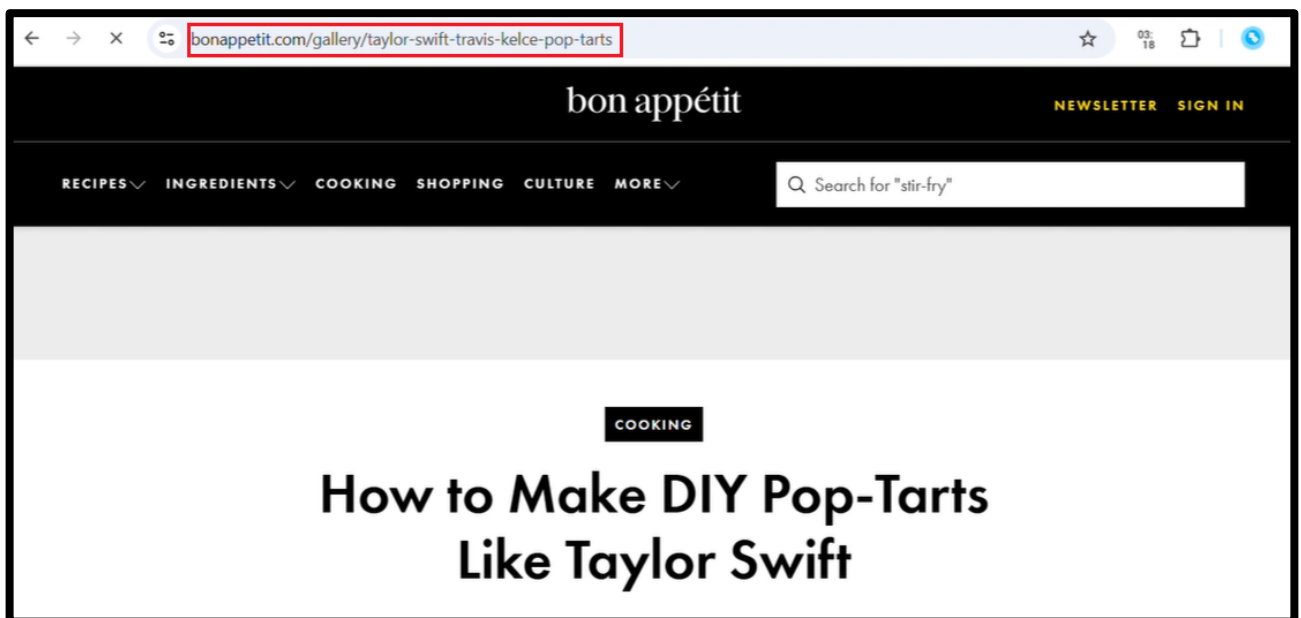 bonappetit.com/gallery/taylor-swift-travis-kelce-pop-tarts
03:
18
bon appétit
NEWSLETTER SIGN IN
RECIPES INGREDIENTS COOKING SHOPPING CULTURE MORE
Search for "stir-fry"
COOKING
How to Make DIY Pop-Tarts
Like Taylor Swift